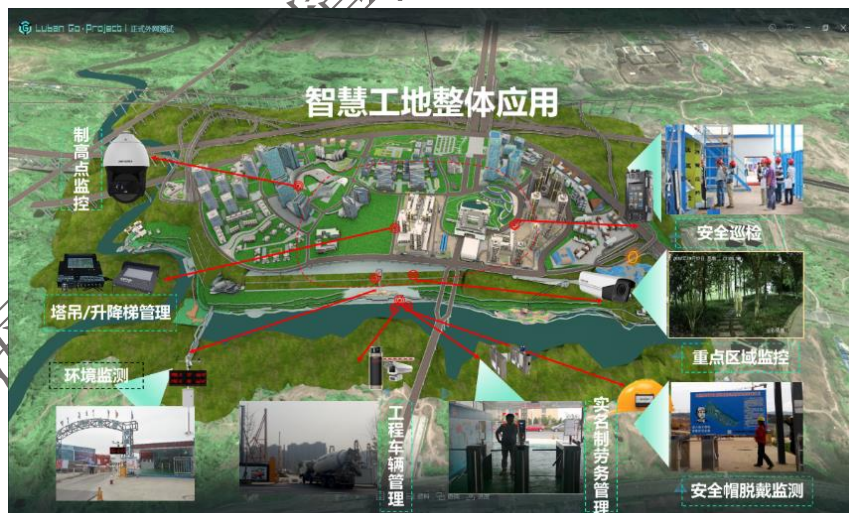 Luban Go·Project | 正式外网测试
智慧工地整体应用
制高点监控
安全巡检
塔吊/升降梯管理
重点区域监控
环境监测
工程车辆管理
实名制劳务管理
安全帽脱戴监测